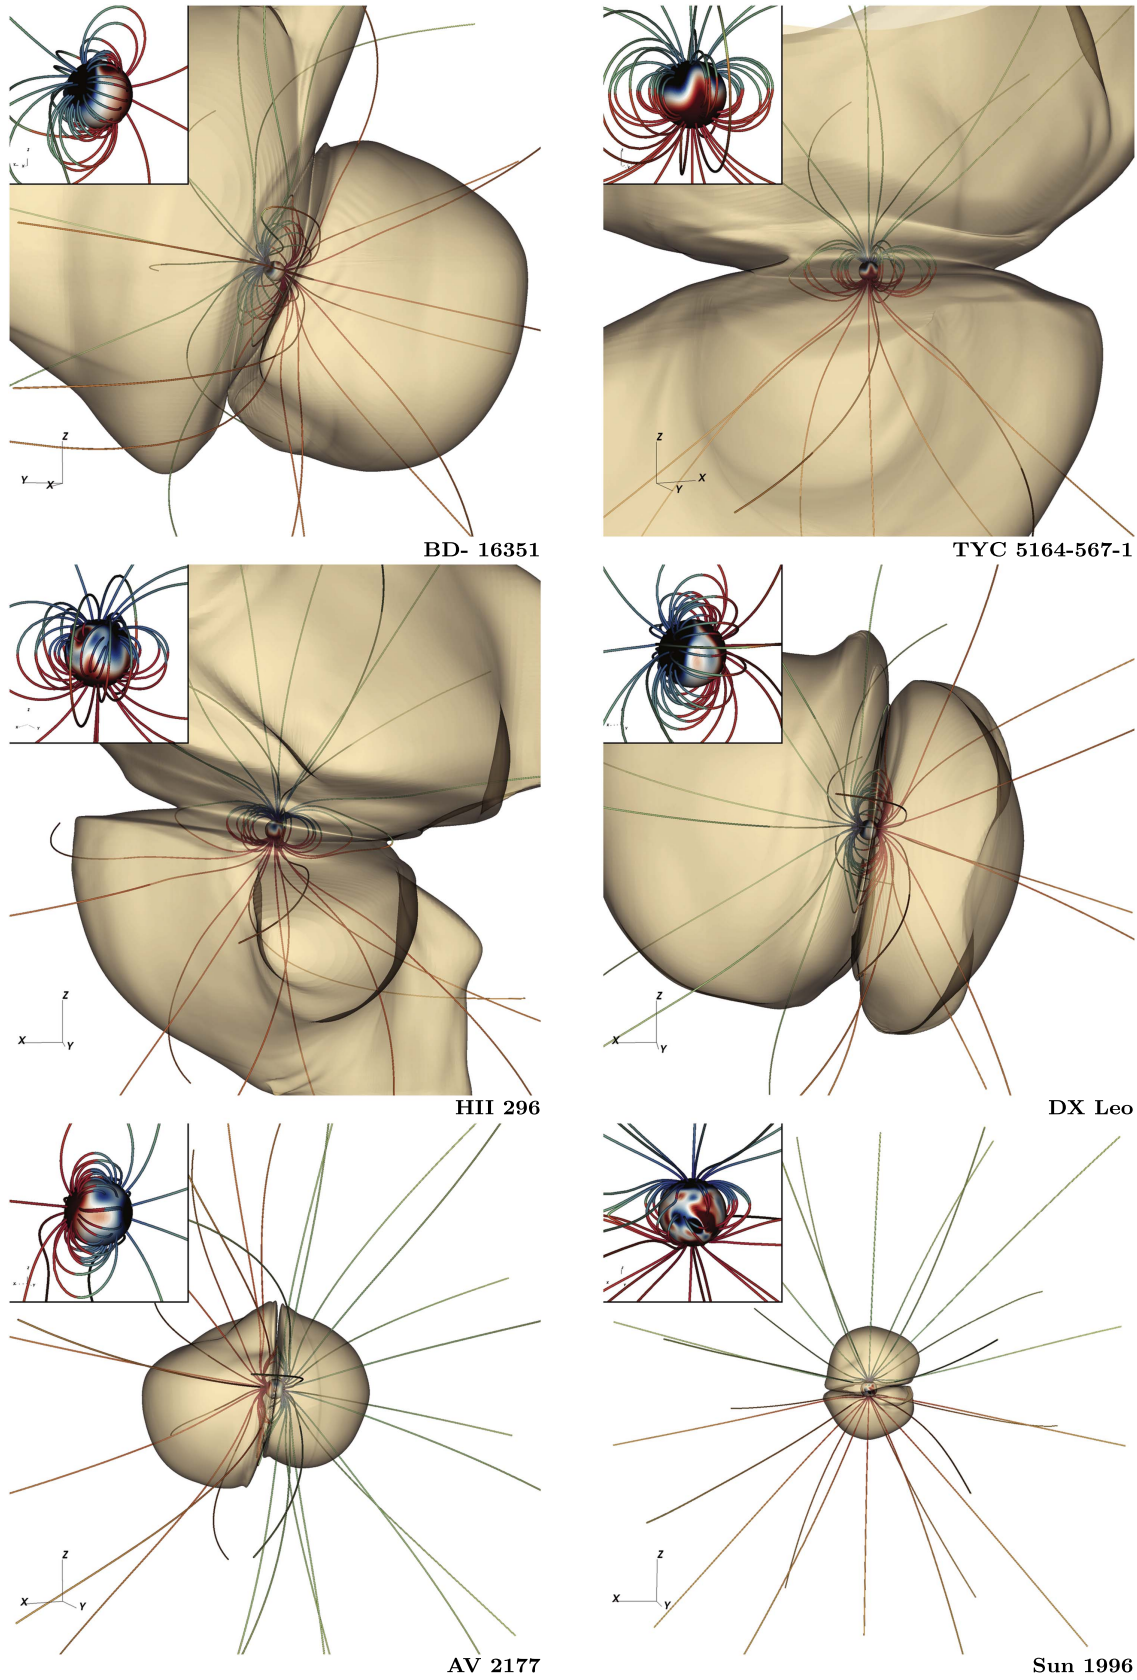 Z
Y X
BD- 16351
Z
X
Y
TYC 5164-567-1
Z
X Y
HII 296
Z
X Y
DX Leo
Z
X Y
AV 2177
Z
X Y
Sun 1996